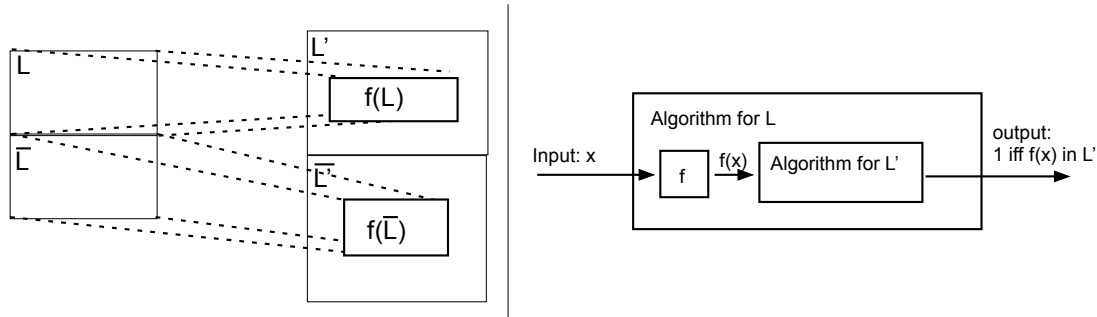 L
L̅
L’
f(L)
L̅’̅
f(L̅)
Algorithm for L
Input: x
f
f(x)
Algorithm for L’
output:
1 iff f(x) in L’